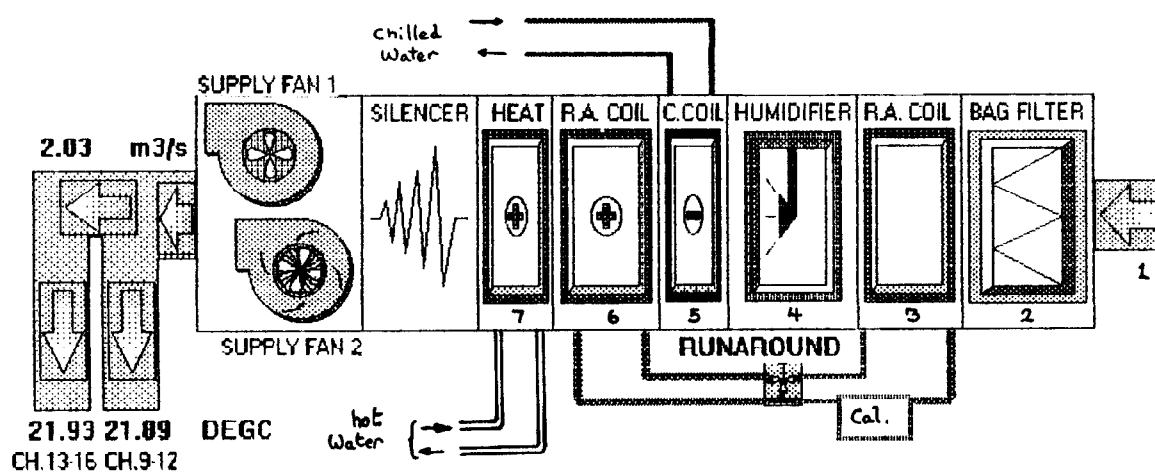 chilled
water
SUPPLY FAN 1
SILENCER
HEAT
R.A. COIL
C.COIL
HUMIDIFIER
R.A. COIL
BAG FILTER
2.03 m3/s
1
7
6
5
4
3
2
SUPPLY FAN 2
RUNAROUND
Cal.
hot
Water
21.93 21.89 DEGC
CH.13-16 CH.9-12